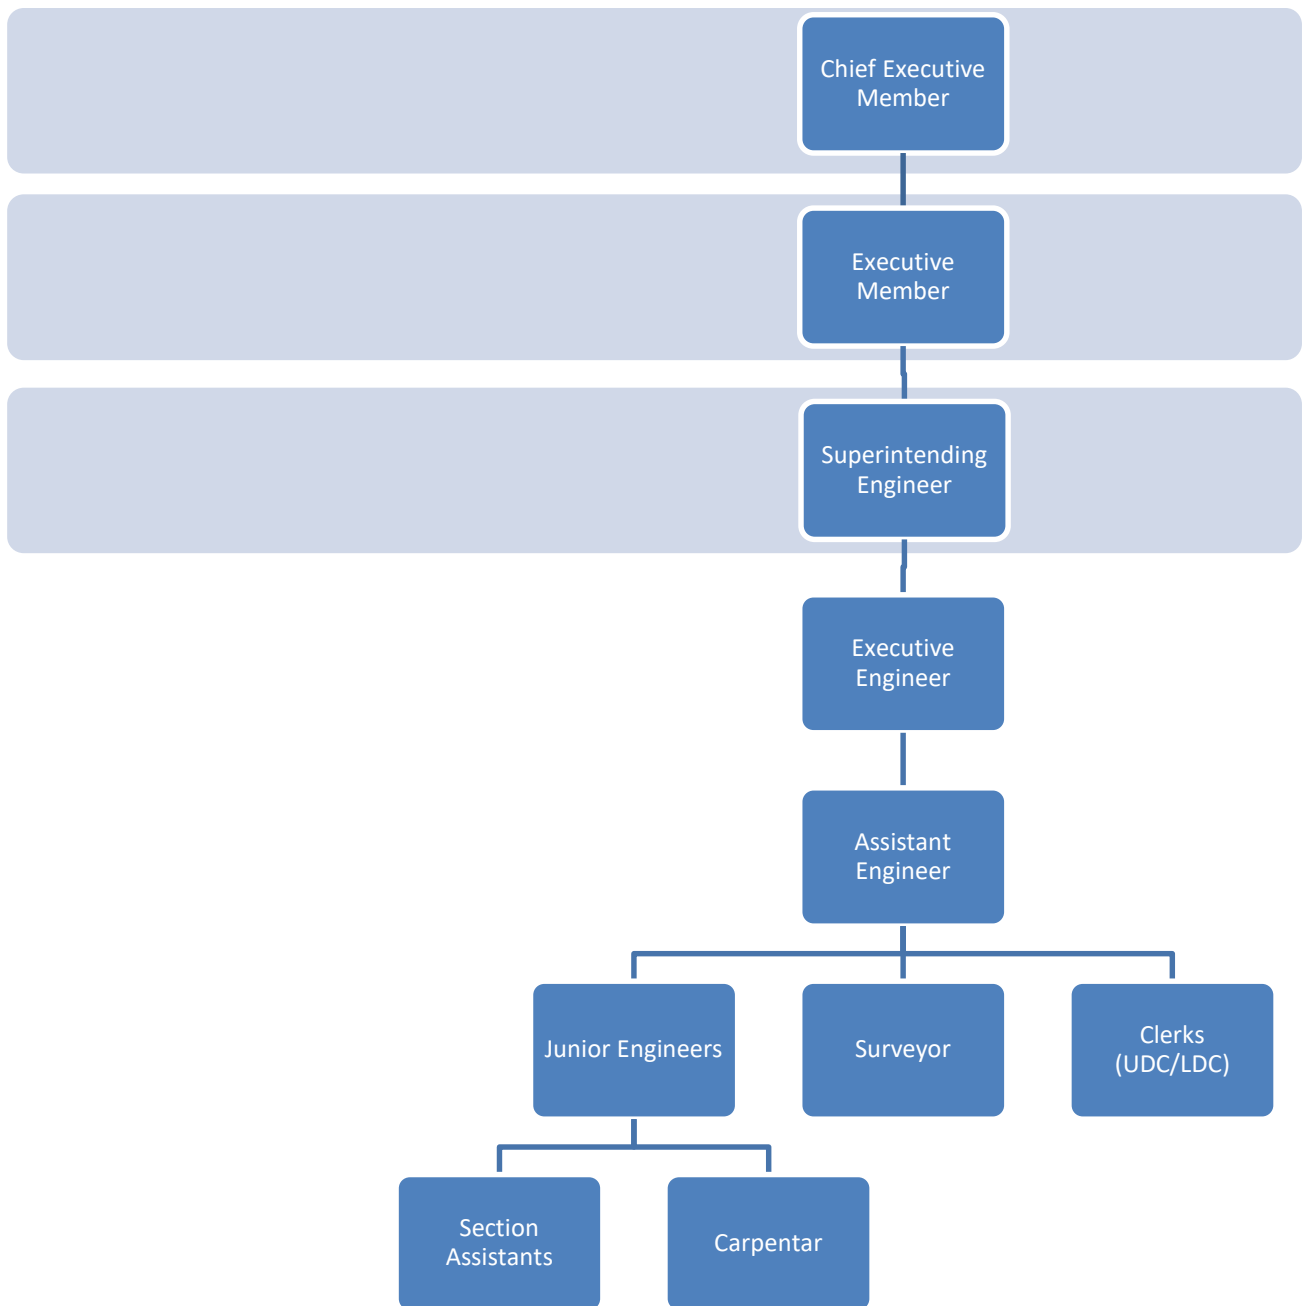 Chief Executive
Member
Executive
Member
Superintending
Engineer
Executive
Engineer
Assistant
Engineer
Junior Engineers
Surveyor
Clerks
(UDC/LDC)
Section
Assistants
Carpentar